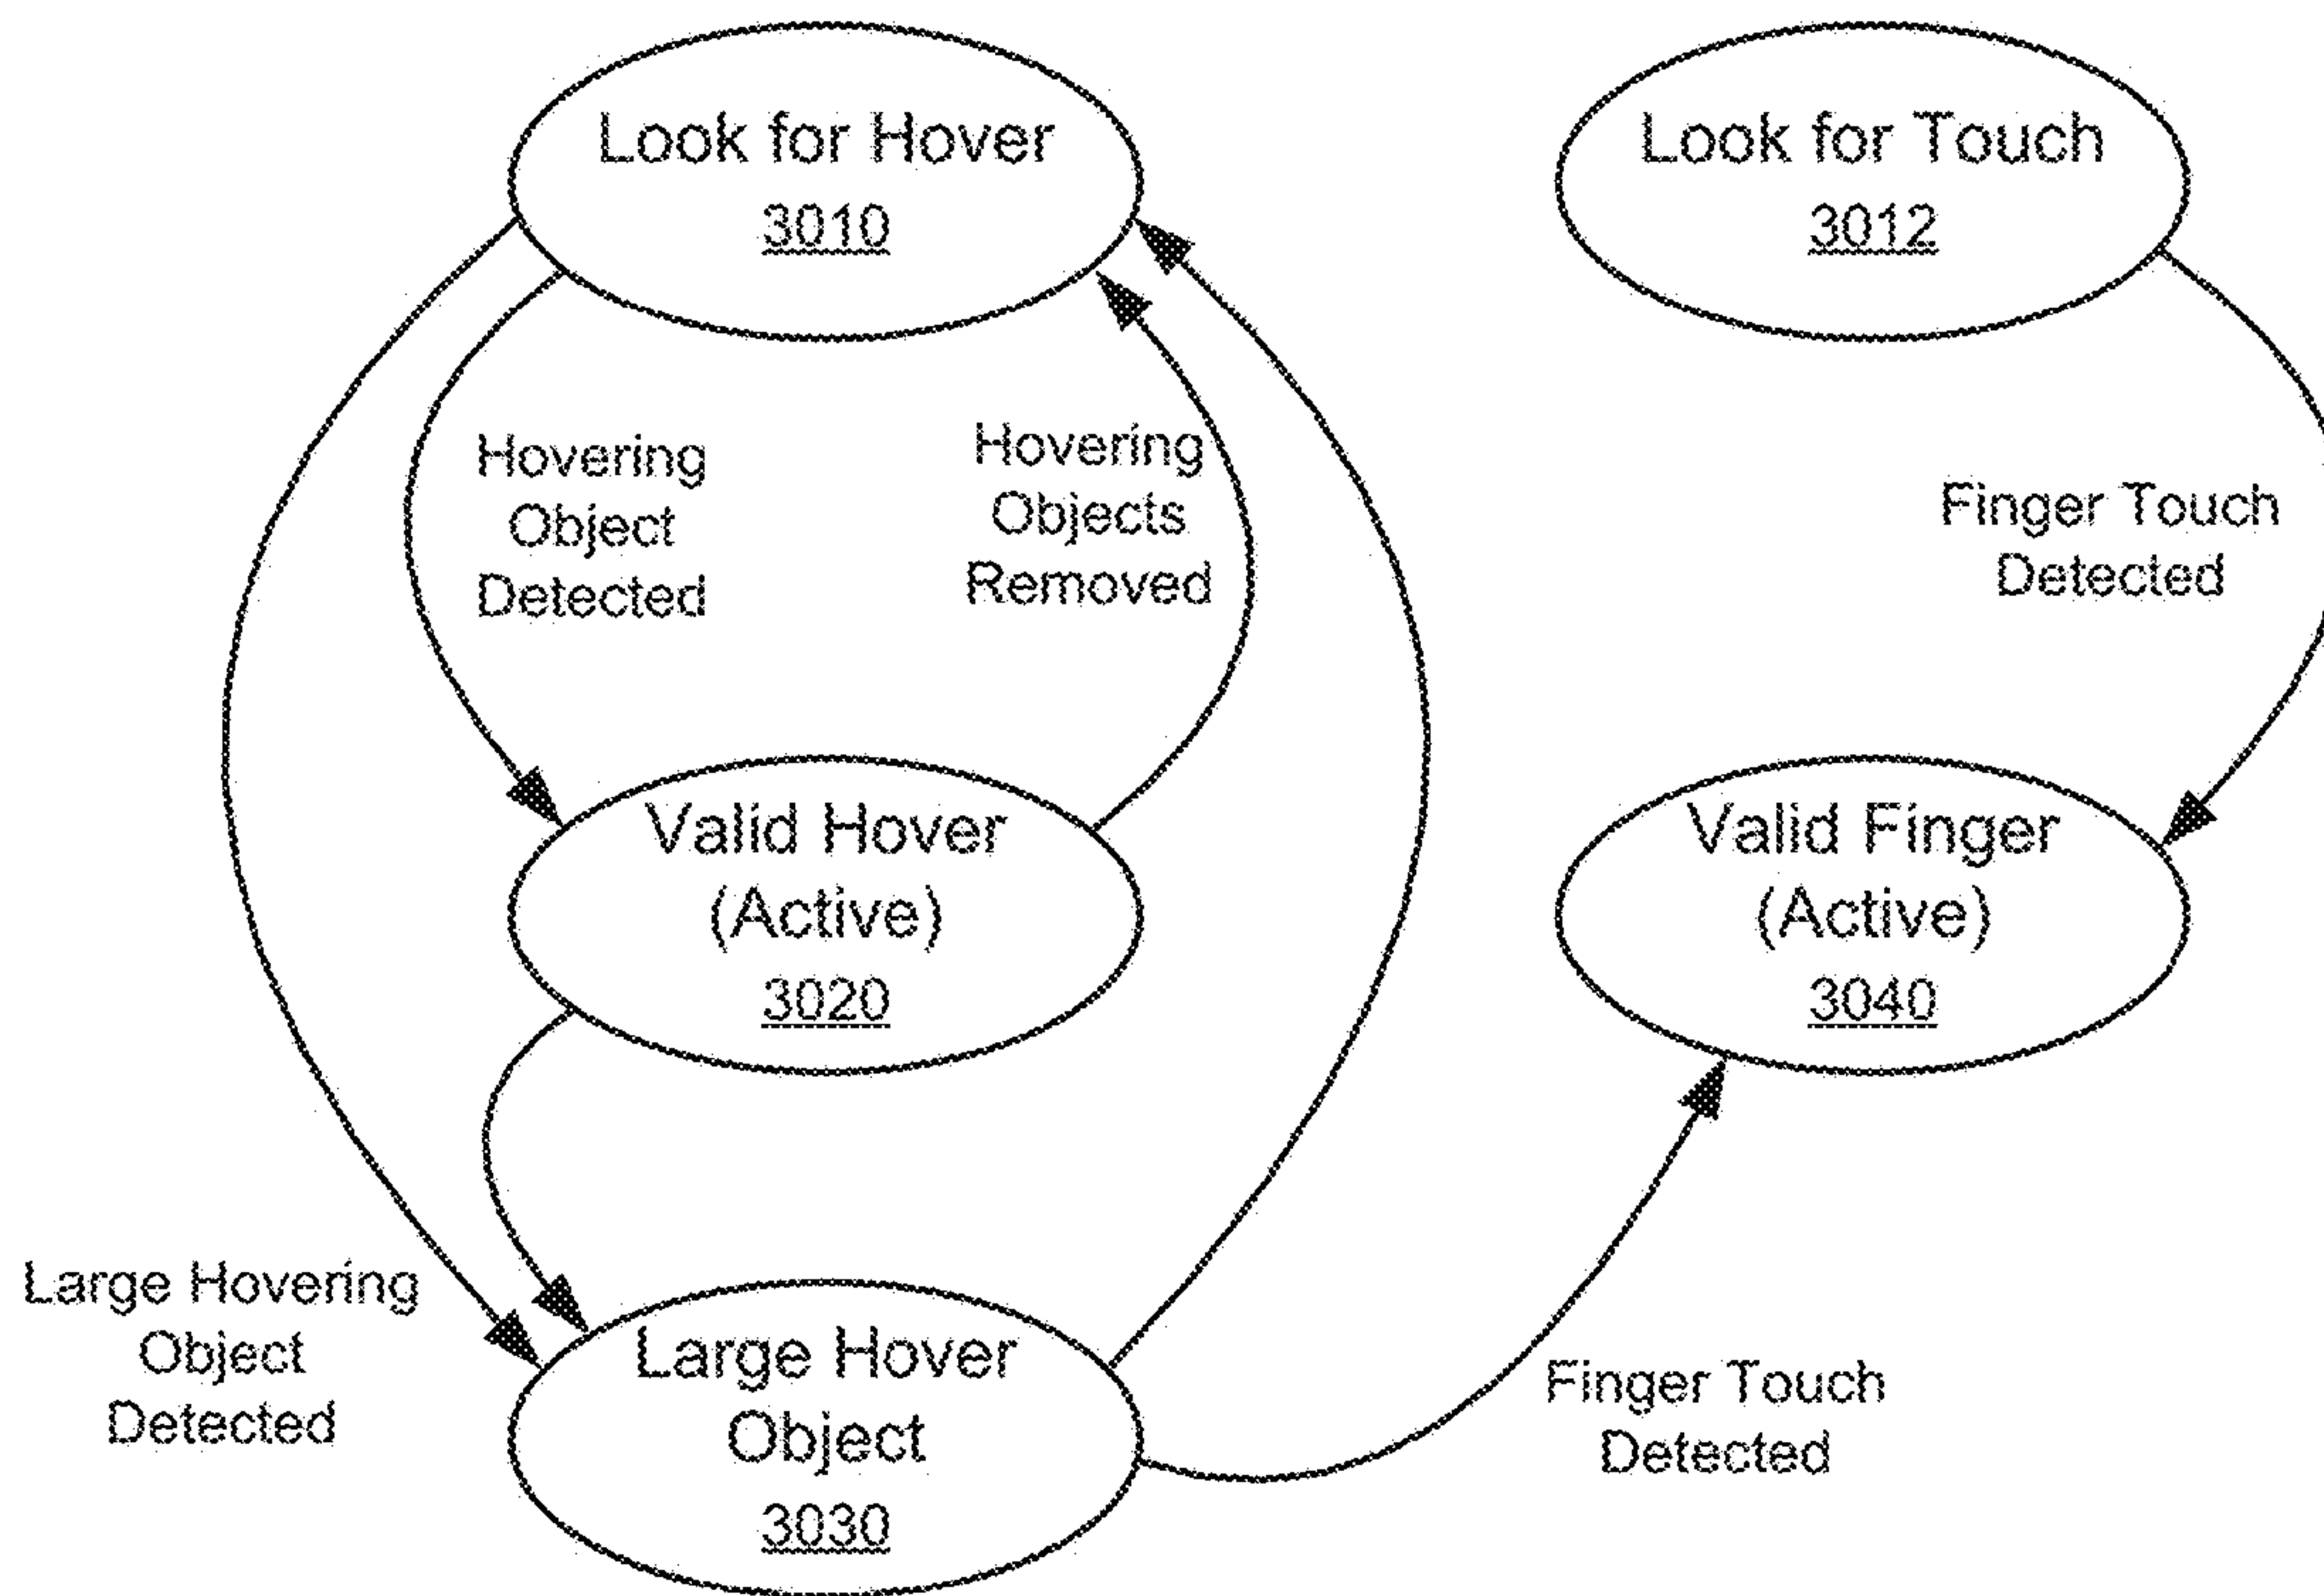 Look for Hover
3010
Look for Touch
3012
Hovering
Object
Detected
Hovering
Objects
Removed
Finger Touch
Detected
Valid Hover
(Active)
3020
Valid Finger
(Active)
3040
Large Hovering
Object
Detected
Large Hover
Object
3030
Finger Touch
Detected